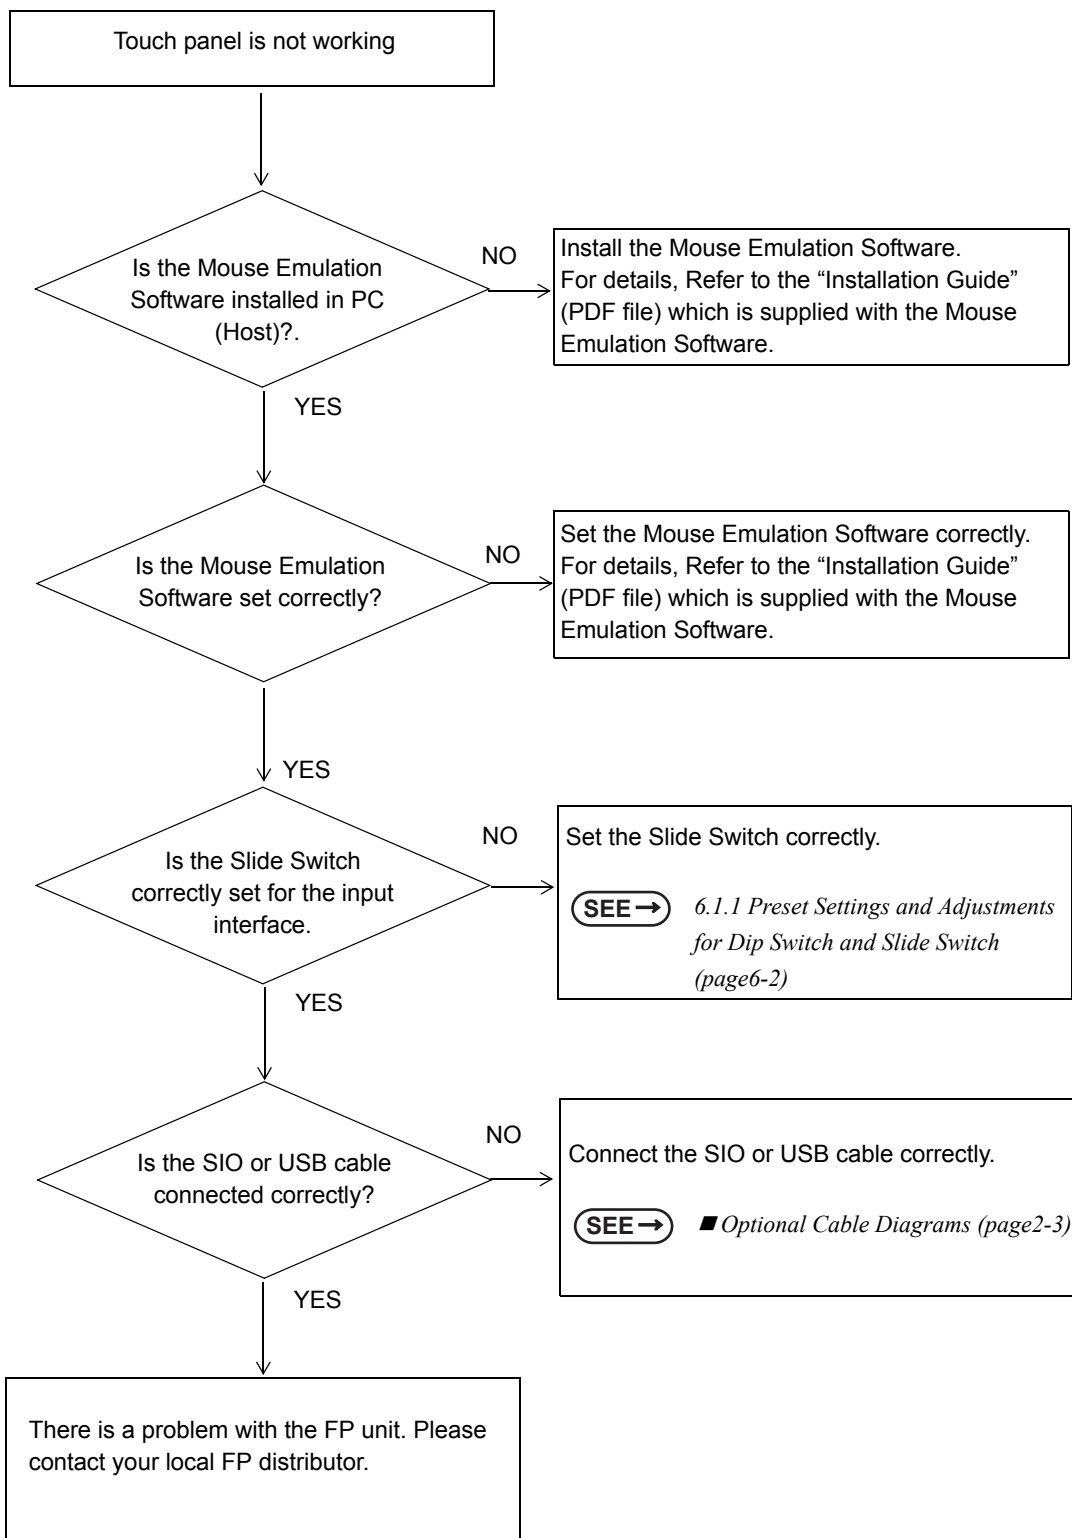 Touch panel is not working
Is the Mouse Emulation
Software installed in PC
(Host)?.
NO
Install the Mouse Emulation Software.
For details, Refer to the “Installation Guide”
(PDF file) which is supplied with the Mouse
Emulation Software.
YES
Is the Mouse Emulation
Software set correctly?
NO
Set the Mouse Emulation Software correctly.
For details, Refer to the “Installation Guide”
(PDF file) which is supplied with the Mouse
Emulation Software.
YES
Is the Slide Switch
correctly set for the input
interface.
NO
Set the Slide Switch correctly.
SEE→
6.1.1 Preset Settings and Adjustments
for Dip Switch and Slide Switch
(page6-2)
YES
Is the SIO or USB cable
connected correctly?
NO
Connect the SIO or USB cable correctly.
SEE→ ■ Optional Cable Diagrams (page2-3)
YES
There is a problem with the FP unit. Please
contact your local FP distributor.